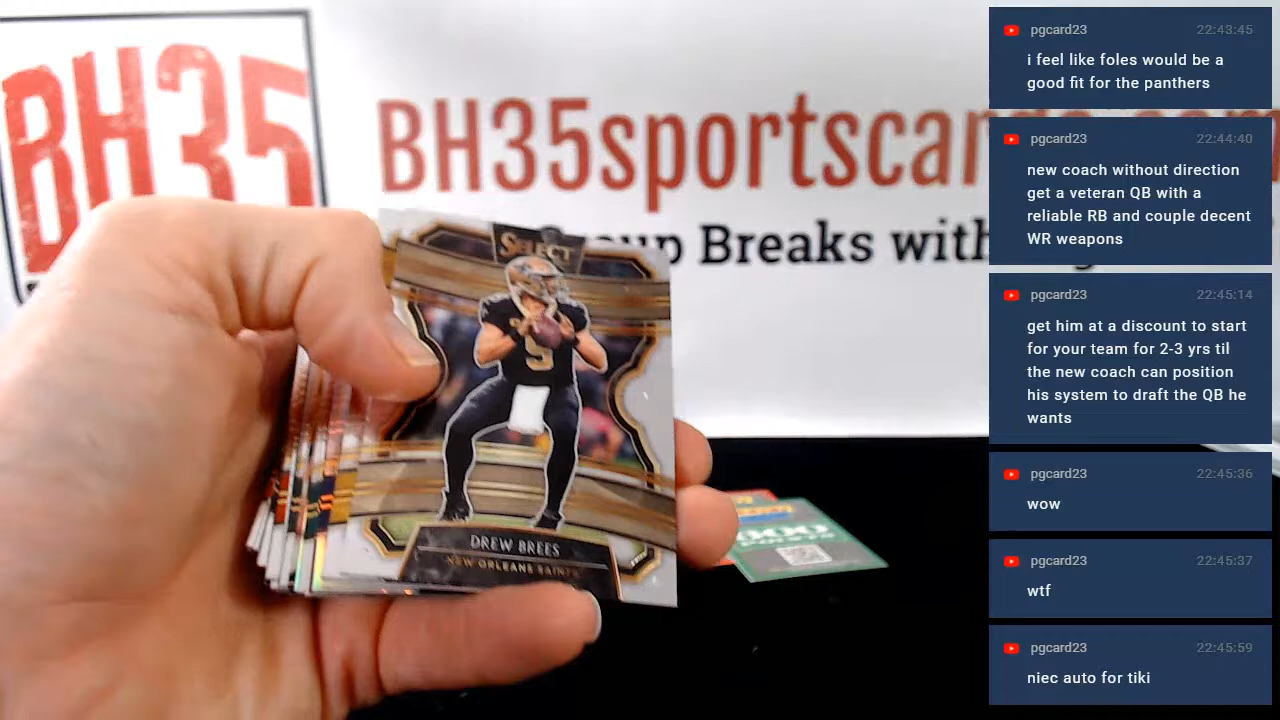 BH35
BH35sportscar
Breaks with
SELECT
9
DREW BREES
NEW ORLEANS SAINTS
pgcard23 22:43:45
i feel like foles would be a
good fit for the panthers
pgcard23 22:44:40
new coach without direction
get a veteran QB with a
reliable RB and couple decent
WR weapons
pgcard23 22:45:14
get him at a discount to start
for your team for 2-3 yrs til
the new coach can position
his system to draft the QB he
wants
pgcard23 22:45:36
wow
pgcard23 22:45:37
wtf
pgcard23 22:45:59
niec auto for tiki